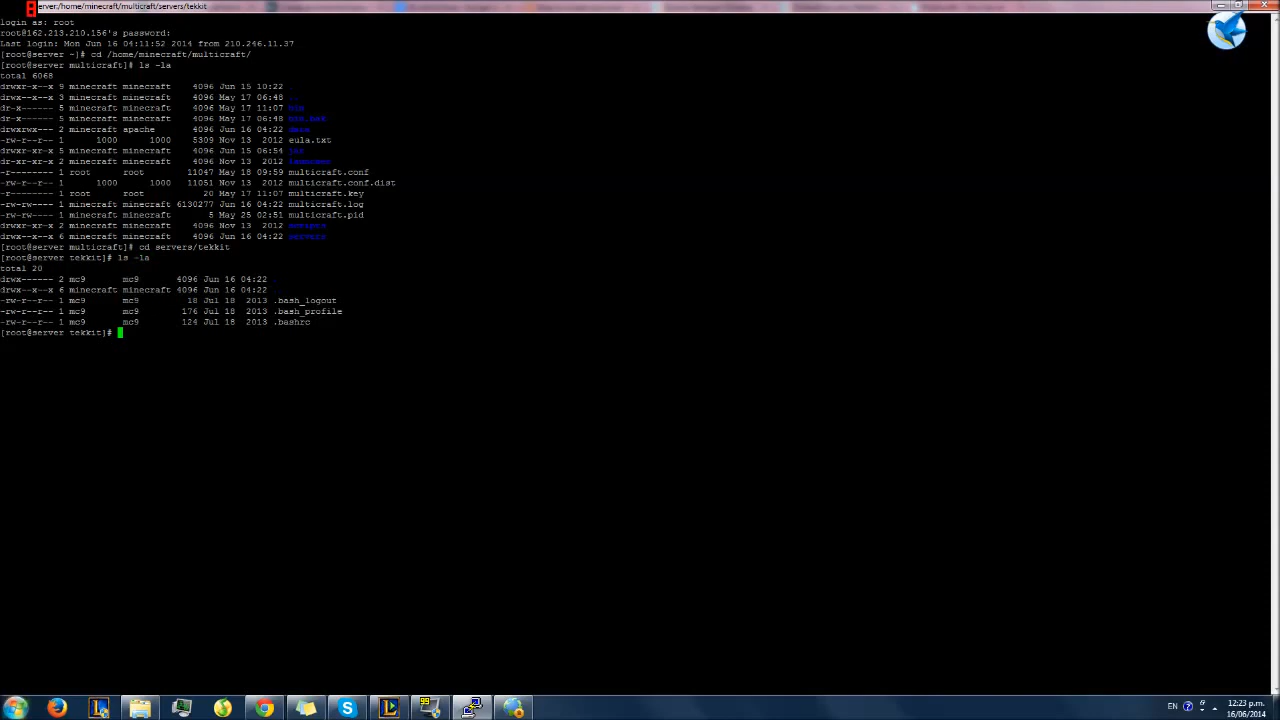 erver:/home/minecraft/multicraft/servers/tekkit
login as: root
root@162.213.210.156's password:
Last login: Mon Jun 16 04:11:52 2014 from 210.246.11.37
[root@server ~]# cd /home/minecraft/multicraft/
[root@server multicraft]# ls -la
total 6068
drwxr-x--x 9 minecraft minecraft 4096 Jun 15 10:22 .
drwx--x--x 3 minecraft minecraft 4096 May 17 06:48 ..
dr-x------ 5 minecraft minecraft 4096 May 17 11:07 bin
dr-x------ 5 minecraft minecraft 4096 May 17 06:48 bin.bak
drwxrwx--- 2 minecraft apache 4096 Jun 16 04:22 data
-rw-r--r-- 1 1000 1000 5309 Nov 13 2012 eula.txt
drwxr-xr-x 5 minecraft minecraft 4096 Jun 15 06:54 jar
dr-xr-xr-x 2 minecraft minecraft 4096 Nov 13 2012 launcher
-r-------- 1 root root 11047 May 18 09:59 multicraft.conf
-rw-r--r-- 1 1000 1000 11051 Nov 13 2012 multicraft.conf.dist
-r-------- 1 root root 20 May 17 11:07 multicraft.key
-rw-rw---- 1 minecraft minecraft 6130277 Jun 16 04:22 multicraft.log
-rw-rw---- 1 minecraft minecraft 5 May 25 02:51 multicraft.pid
drwxr-xr-x 2 minecraft minecraft 4096 Nov 13 2012 scripts
drwx--x--x 6 minecraft minecraft 4096 Jun 16 04:22 servers
[root@server multicraft]# cd servers/tekkit
[root@server tekkit]# ls -la
total 20
drwx------ 2 mc9 mc9 4096 Jun 16 04:22 .
drwx--x--x 6 minecraft minecraft 4096 Jun 16 04:22 ..
-rw-r--r-- 1 mc9 mc9 18 Jul 18 2013 .bash_logout
-rw-r--r-- 1 mc9 mc9 176 Jul 18 2013 .bash_profile
-rw-r--r-- 1 mc9 mc9 124 Jul 18 2013 .bashrc
[root@server tekkit]#
EN
12:23 p.m.
16/06/2014